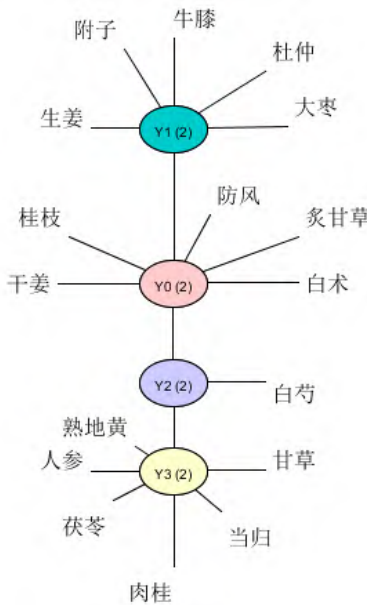 牛膝
附子
杜仲
大枣
生姜
Y1 (2)
防风
桂枝
炙甘草
干姜
Y0 (2)
白术
Y2 (2)
白芍
熟地黄
人参
Y3 (2)
甘草
茯苓
当归
肉桂